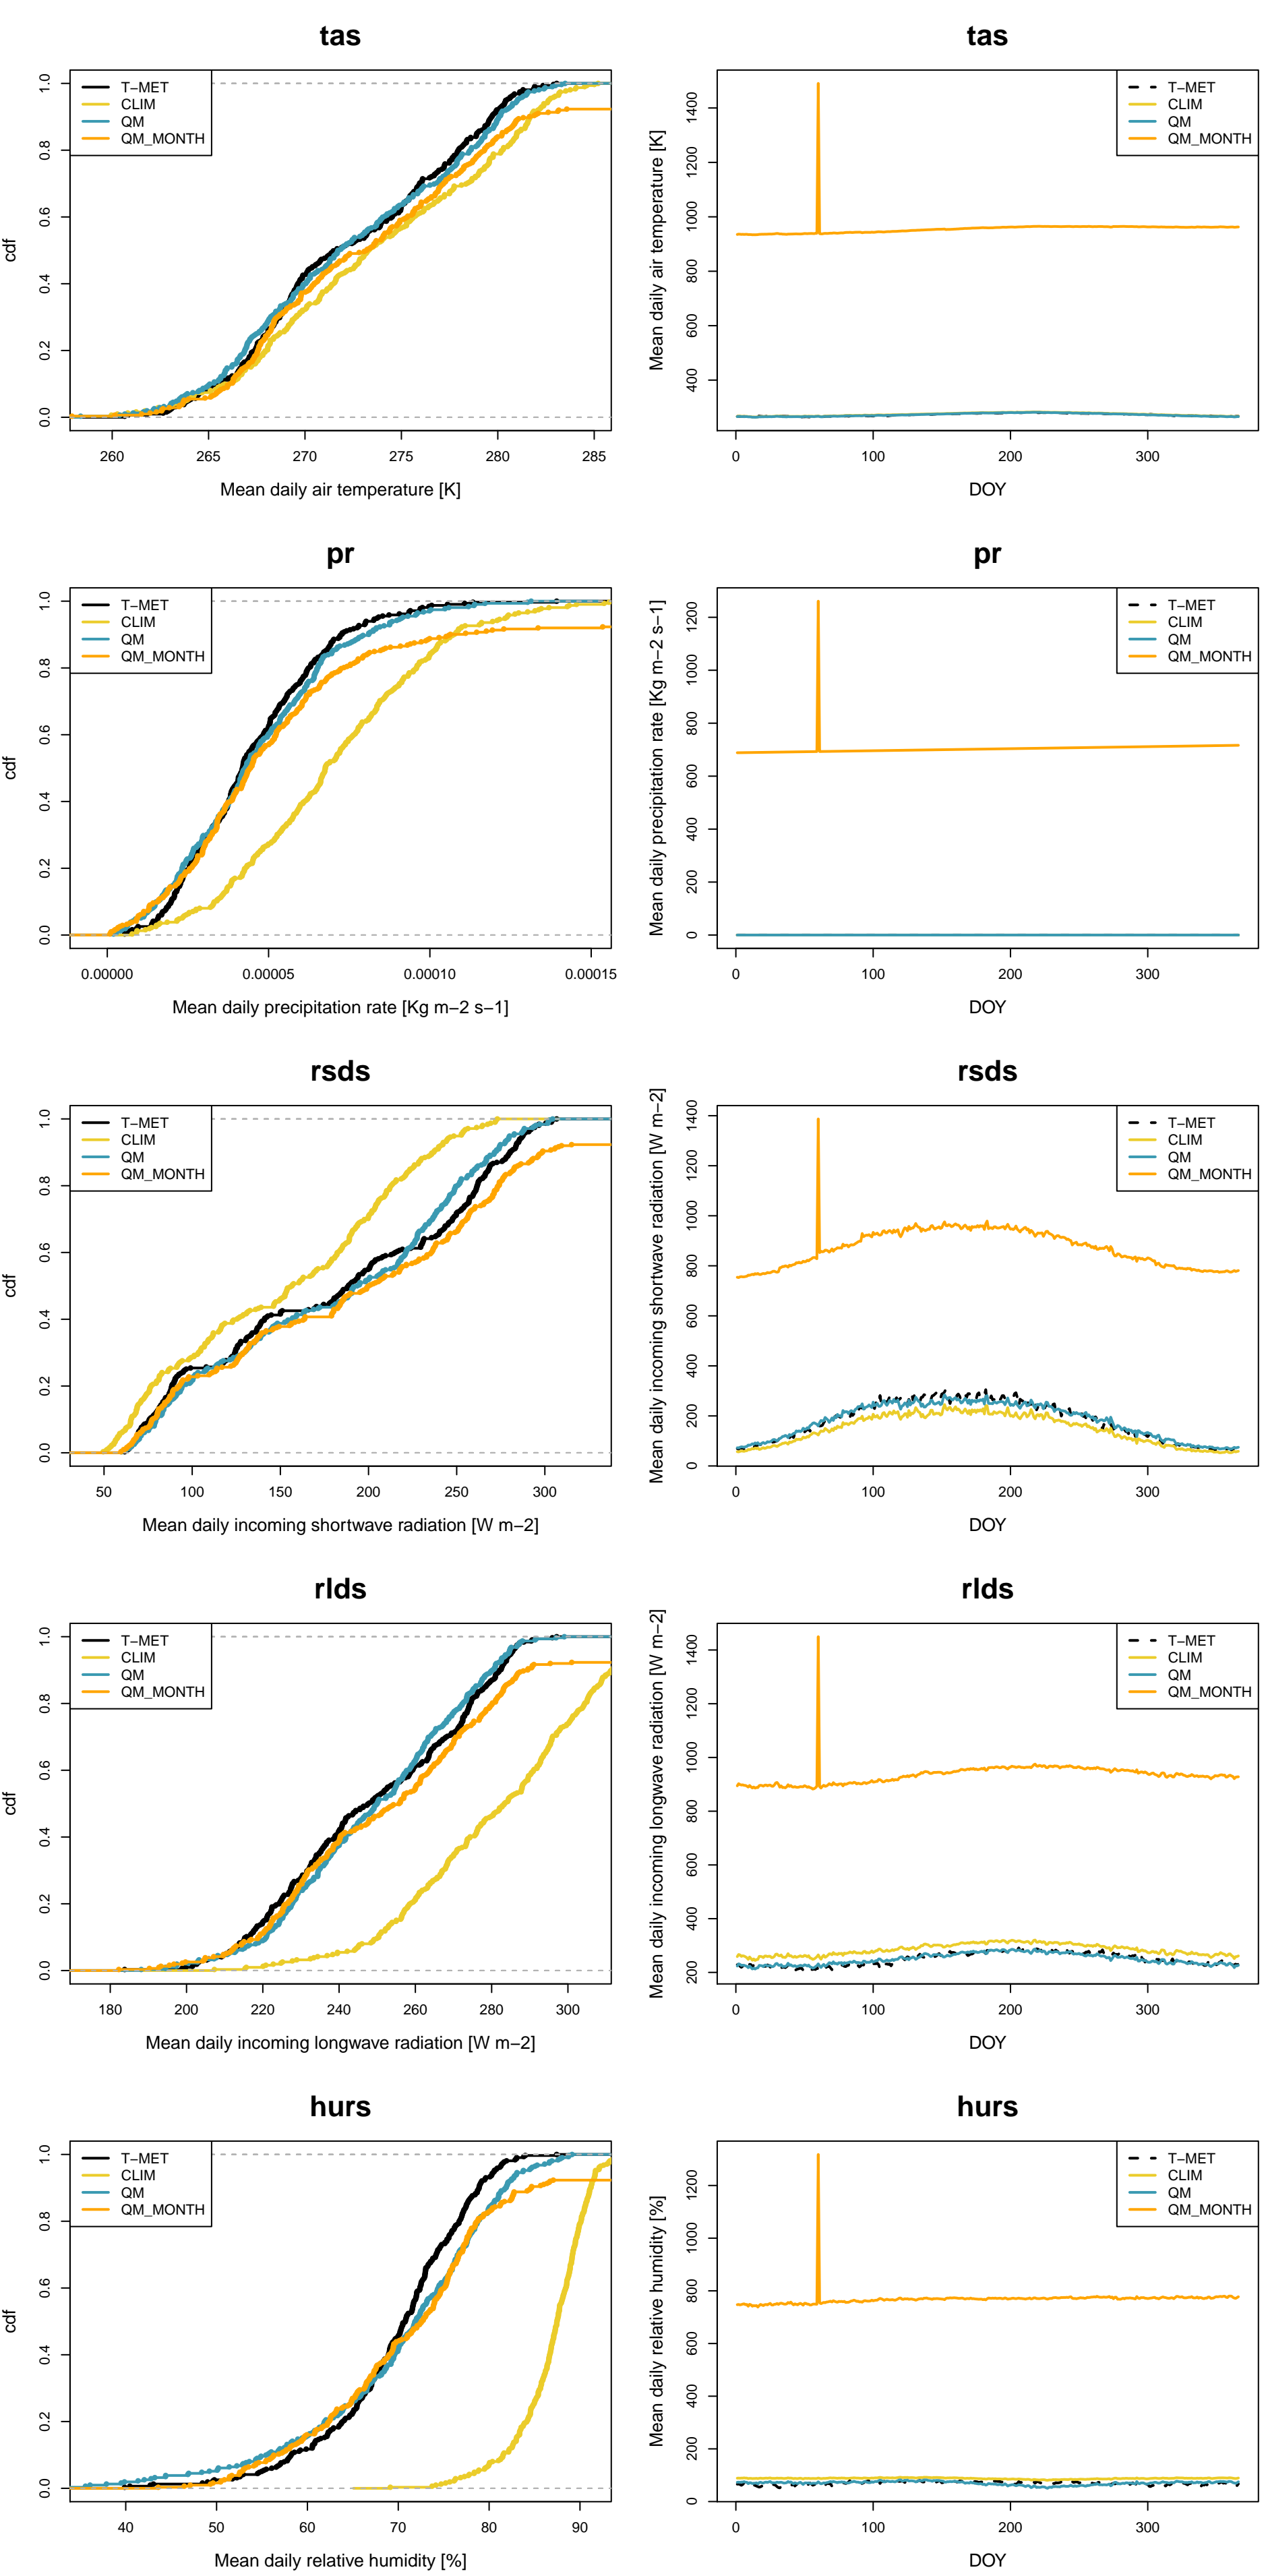 tas
T−MET
CLIM
QM
QM_MONTH
cdf
0.0 0.2 0.4 0.6 0.8 1.0
260 265 270 275 280 285
Mean daily air temperature [K]
tas
T−MET
CLIM
QM
QM_MONTH
Mean daily air temperature [K]
400 600 800 1000 1200 1400
0 100 200 300
DOY
pr
T−MET
CLIM
QM
QM_MONTH
cdf
0.0 0.2 0.4 0.6 0.8 1.0
0.00000 0.00005 0.00010 0.00015
Mean daily precipitation rate [Kg m−2 s−1]
pr
T−MET
CLIM
QM
QM_MONTH
Mean daily precipitation rate [Kg m−2 s−1]
0 200 400 600 800 1000 1200
0 100 200 300
DOY
rsds
T−MET
CLIM
QM
QM_MONTH
cdf
0.0 0.2 0.4 0.6 0.8 1.0
50 100 150 200 250 300
Mean daily incoming shortwave radiation [W m−2]
rsds
T−MET
CLIM
QM
QM_MONTH
Mean daily incoming shortwave radiation [W m−2]
0 200 400 600 800 1000 1200 1400
0 100 200 300
DOY
rlds
T−MET
CLIM
QM
QM_MONTH
cdf
0.0 0.2 0.4 0.6 0.8 1.0
180 200 220 240 260 280 300
Mean daily incoming longwave radiation [W m−2]
rlds
T−MET
CLIM
QM
QM_MONTH
Mean daily incoming longwave radiation [W m−2]
200 400 600 800 1000 1200 1400
0 100 200 300
DOY
hurs
T−MET
CLIM
QM
QM_MONTH
cdf
0.0 0.2 0.4 0.6 0.8 1.0
40 50 60 70 80 90
Mean daily relative humidity [%]
hurs
T−MET
CLIM
QM
QM_MONTH
Mean daily relative humidity [%]
0 200 400 600 800 1000 1200
0 100 200 300
DOY